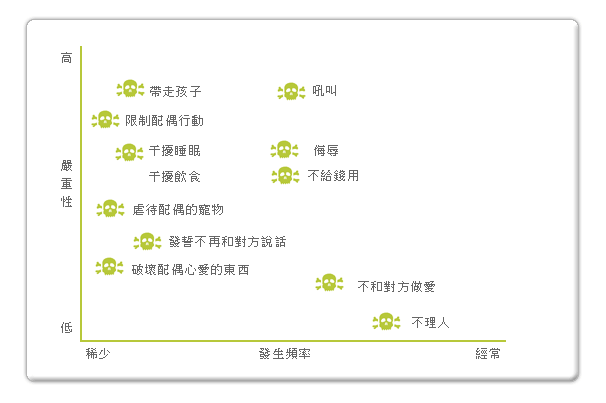 高
帶走孩子
吼叫
限制配偶行動
干擾睡眠
侮辱
干擾飲食
不給錢用
嚴重性
虐待配偶的寵物
發誓不再和對方說話
破壞配偶心愛的東西
不和對方做愛
不理人
低
稀少
發生頻率
經常